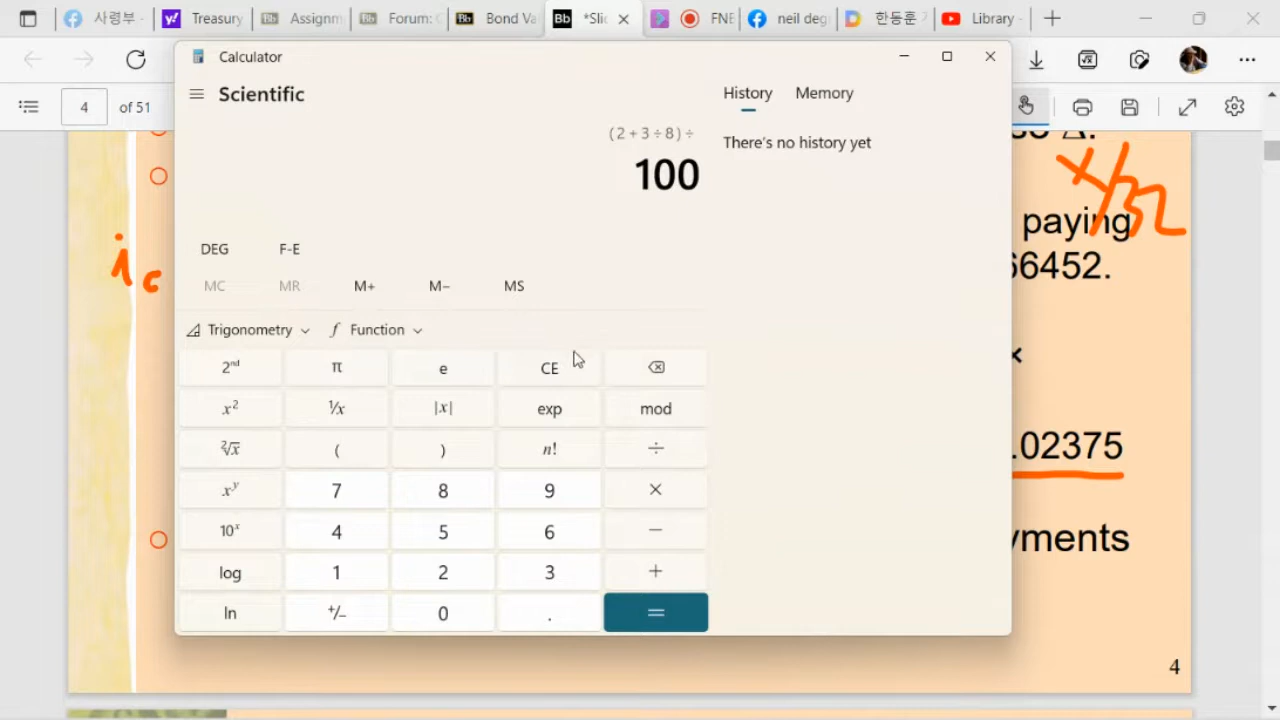 사령부 -
Treasury
Assignm
Forum: C
Bond Va
*Slic
FNE
neil deg
한동훈
Library -
4
of 51
Calculator
Scientific
History
Memory
There's no history yet
(2 + 3 ÷ 8) ÷
100
DEG
F-E
MC
MR
M+
M−
MS
Trigonometry
f Function
2nd
π
e
CE
x²
1/x
|x|
exp
mod
²√x
(
)
n!
÷
xʸ
7
8
9
×
10ˣ
4
5
6
−
log
1
2
3
+
ln
+/−
0
.
=
x/32
paying
66452.
ic
×
.02375
yments
4